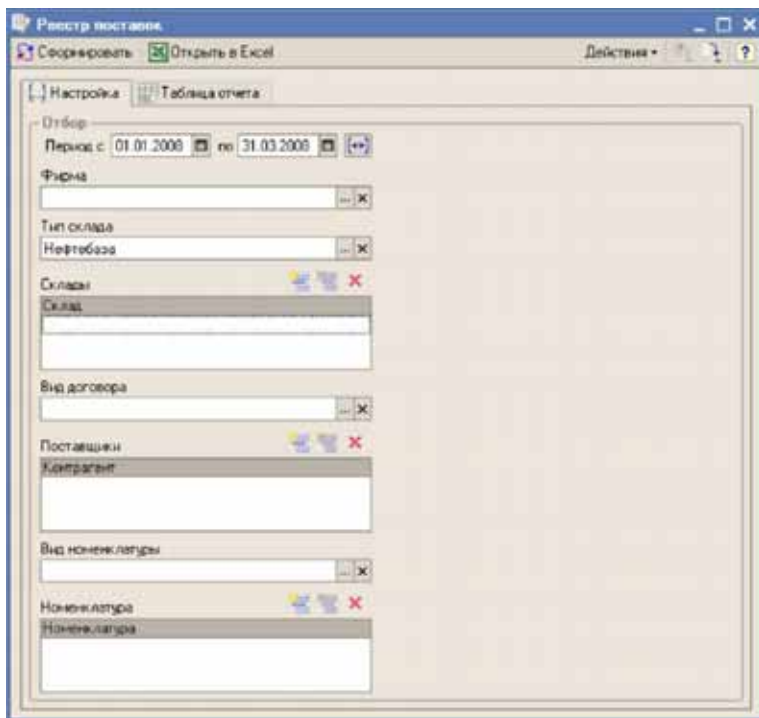 Реестр поставок
Сформировать Открыть в Excel Действия ?
[...] Настройка Таблица отчета
Отбор
Период с 01.01.2008 по 31.03.2008
Фирма
... x
Тип склада
Нефтебаза ... x
Склады
Склад
Вид договора
... x
Поставщики
Контрагент
Вид номенклатуры
... x
Номенклатура
Номенклатура